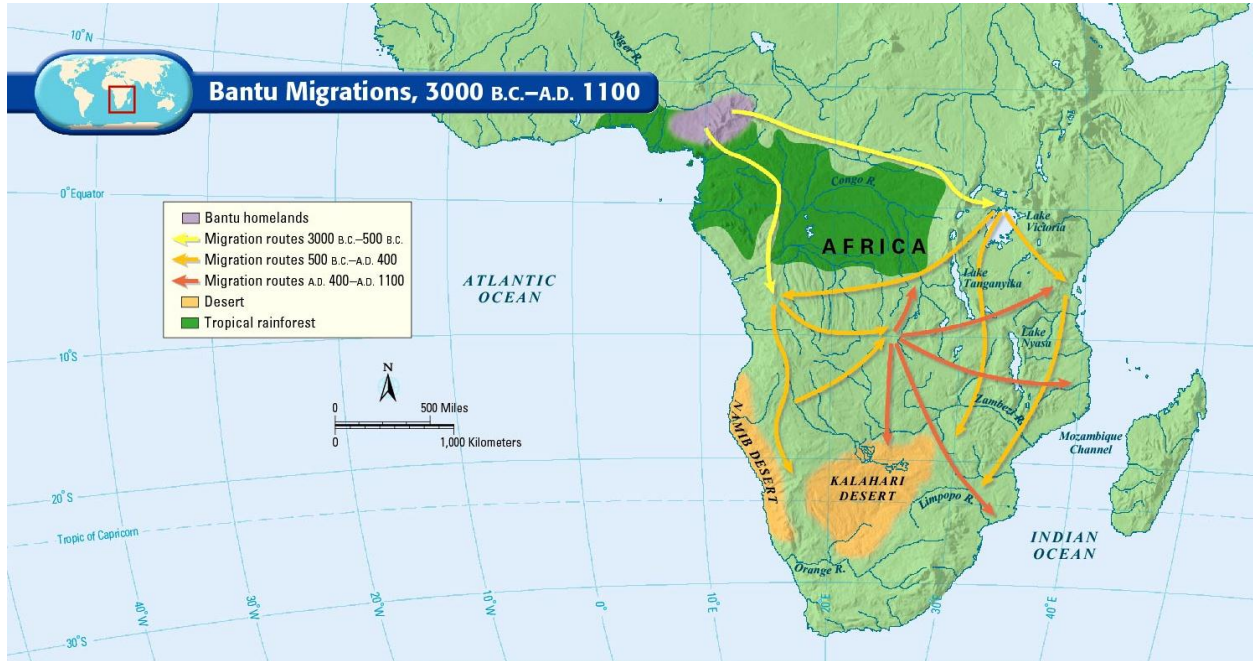 Bantu Migrations, 3000 B.C.–A.D. 1100
10°N
Niger R.
0° Equator
Congo R.
Bantu homelands
Migration routes 3000 B.C.–500 B.C.
Migration routes 500 B.C.–A.D. 400
Migration routes A.D. 400–A.D. 1100
Desert
Tropical rainforest
AFRICA
Lake
Victoria
ATLANTIC
OCEAN
Lake
Tanganyika
Lake
Nyasa
10°S
N
0 500 Miles
0 1,000 Kilometers
NAMIB DESERT
Zambezi R.
Mozambique
Channel
KALAHARI
DESERT
Limpopo R.
20°S
Tropic of Capricorn
INDIAN
OCEAN
Orange R.
40°W
30°W
20°W
10°W
0°
10°E
20°E
30°E
40°E
30°S